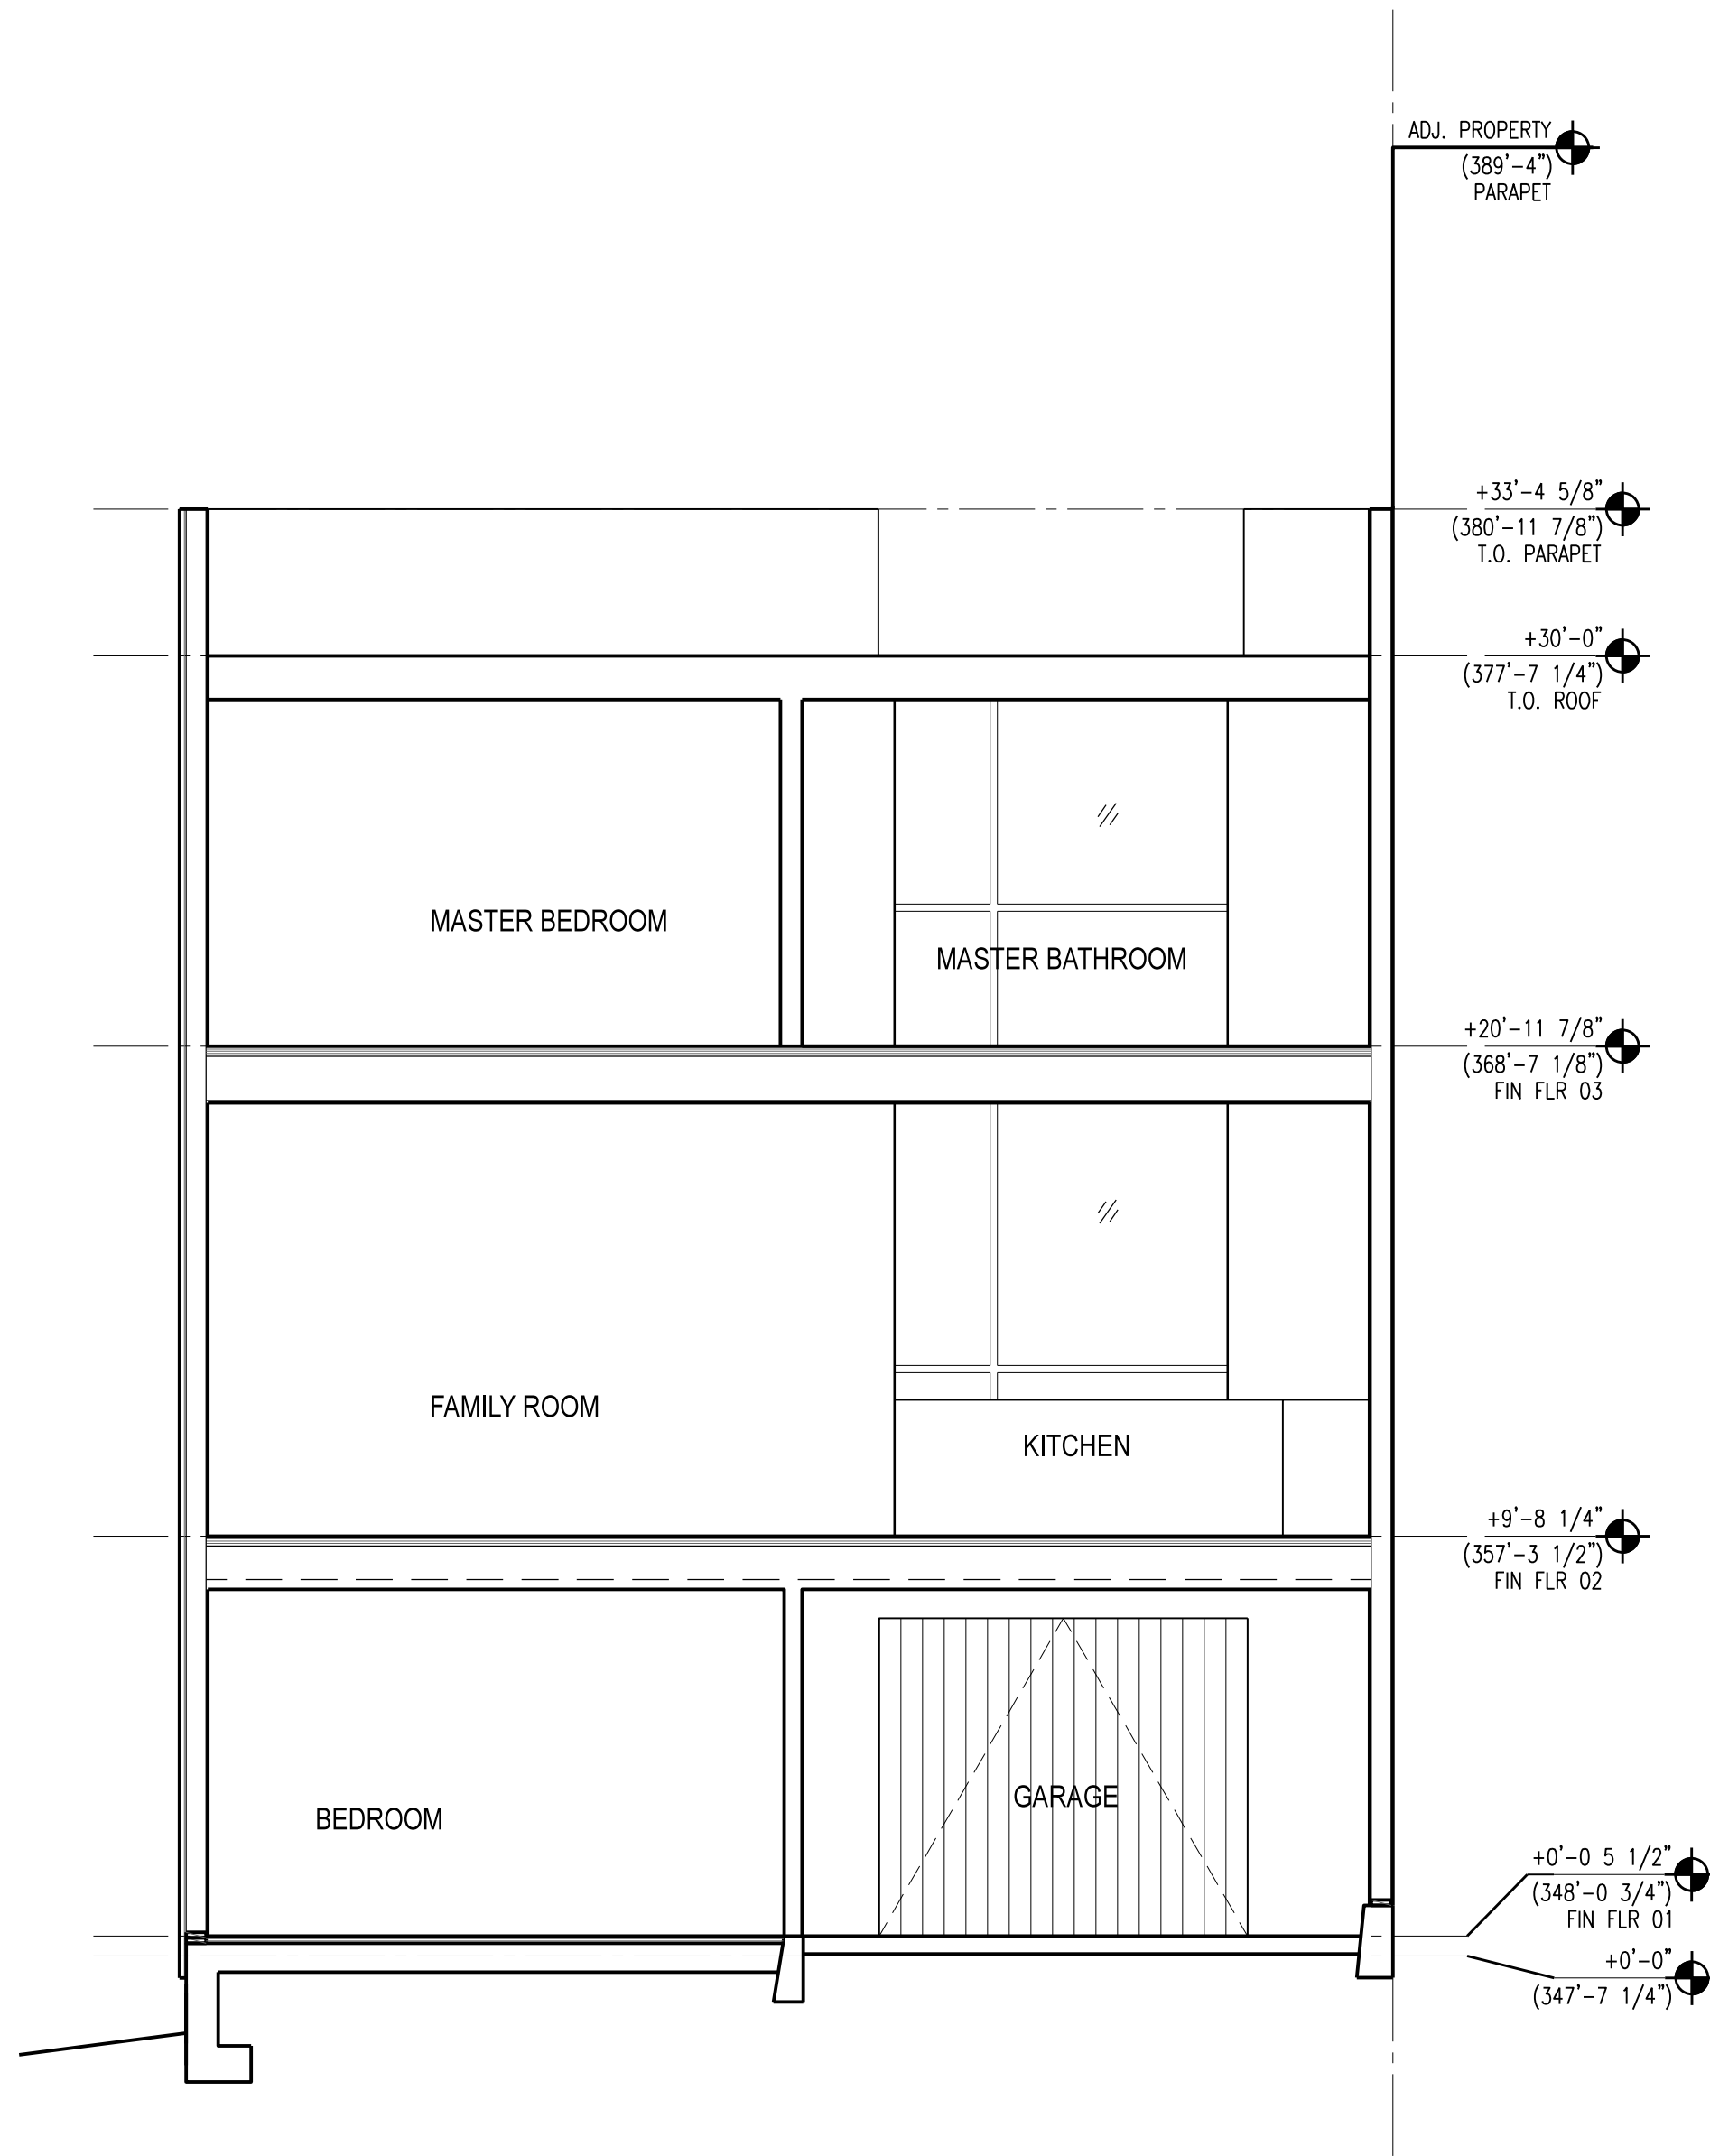 ADJ. PROPERTY
(389'-4")
PARAPET
+33'-4 5/8"
(380'-11 7/8")
T.O. PARAPET
+30'-0"
(377'-7 1/4")
T.O. ROOF
MASTER BEDROOM
MASTER BATHROOM
+20'-11 7/8"
(368'-7 1/8")
FIN FLR 03
FAMILY ROOM
KITCHEN
+9'-8 1/4"
(357'-3 1/2")
FIN FLR 02
GARAGE
BEDROOM
+0'-0 5 1/2"
(348'-0 3/4")
FIN FLR 01
+0'-0"
(347'-7 1/4")